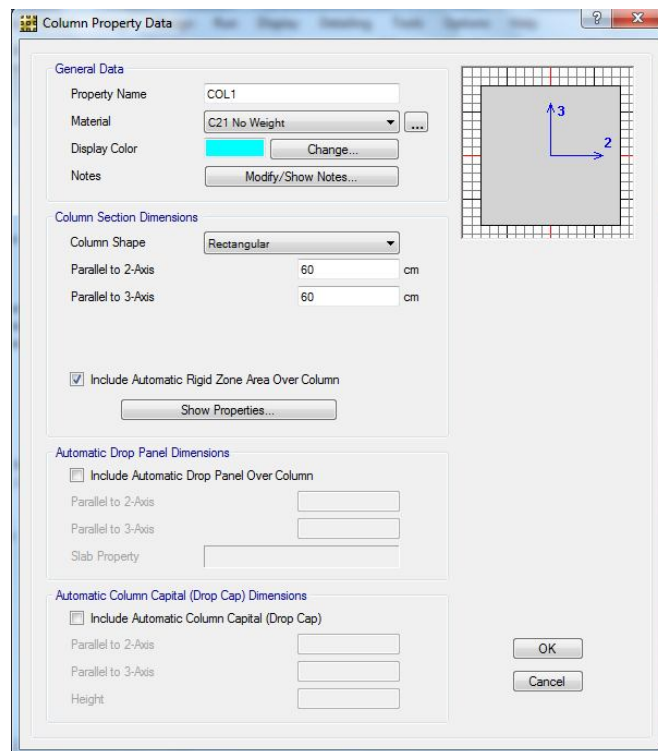 Column Property Data
General Data
Property Name COL1
Material C21 No Weight ...
Display Color Change...
Notes Modify/Show Notes...
3
2
Column Section Dimensions
Column Shape Rectangular
Parallel to 2-Axis 60 cm
Parallel to 3-Axis 60 cm
Include Automatic Rigid Zone Area Over Column
Show Properties...
Automatic Drop Panel Dimensions
Include Automatic Drop Panel Over Column
Parallel to 2-Axis
Parallel to 3-Axis
Slab Property
Automatic Column Capital (Drop Cap) Dimensions
Include Automatic Column Capital (Drop Cap)
Parallel to 2-Axis
Parallel to 3-Axis
Height
OK
Cancel